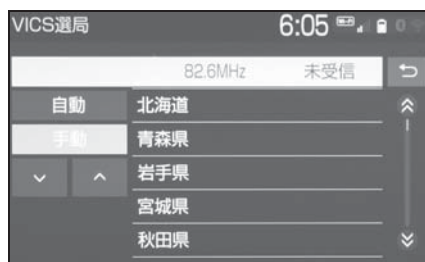 VICS選局 6:05
82.6MHz 未受信
自動 北海道
手動 青森県
岩手県
宮城県
秋田県